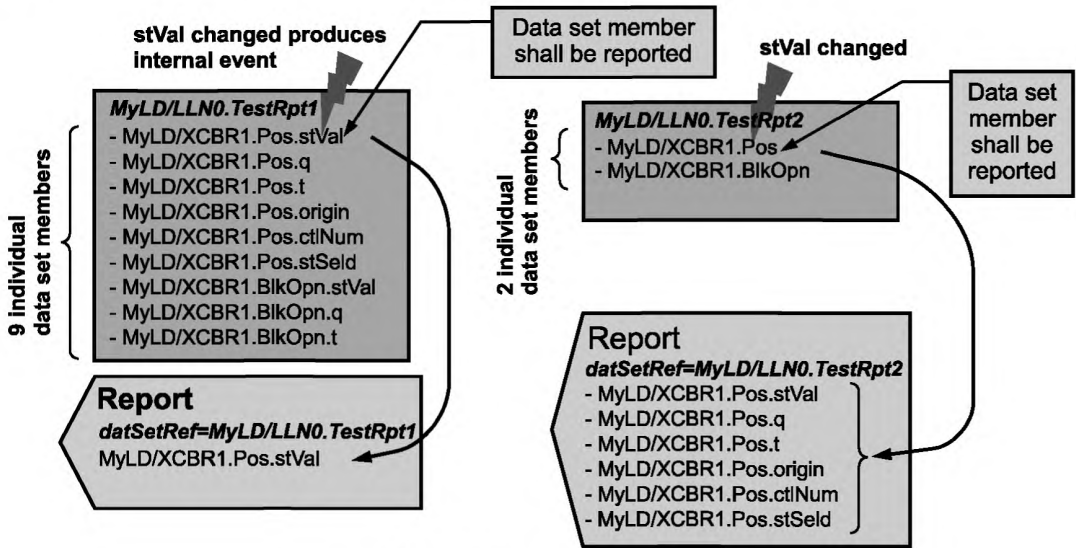 stVal changed produces
internal event
Data set member
shall be reported
MyLD/LLN0.TestRpt1
- MyLD/XCBR1.Pos.stVal
- MyLD/XCBR1.Pos.q
- MyLD/XCBR1.Pos.t
- MyLD/XCBR1.Pos.origin
- MyLD/XCBR1.Pos.ctlNum
- MyLD/XCBR1.Pos.stSeld
- MyLD/XCBR1.BlkOpn.stVal
- MyLD/XCBR1.BlkOpn.q
- MyLD/XCBR1.BlkOpn.t
9 individual
data set members
Report
datSetRef=MyLD/LLN0.TestRpt1
MyLD/XCBR1.Pos.stVal
stVal changed
Data set
member
shall be
reported
MyLD/LLN0.TestRpt2
- MyLD/XCBR1.Pos
- MyLD/XCBR1.BlkOpn
2 individual
data set members
Report
datSetRef=MyLD/LLN0.TestRpt2
- MyLD/XCBR1.Pos.stVal
- MyLD/XCBR1.Pos.q
- MyLD/XCBR1.Pos.t
- MyLD/XCBR1.Pos.origin
- MyLD/XCBR1.Pos.ctlNum
- MyLD/XCBR1.Pos.stSeld